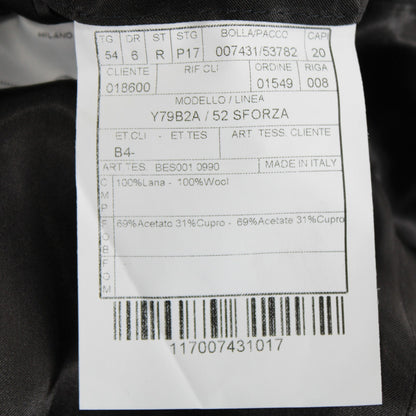 MILANO
TG DR ST STG BOLLA/PACCO CAPI
54 6 R P17 007431/53782 20
CLIENTE RIF CLI ORDINE RIGA
018600 01549 008
MODELLO / LINEA
Y79B2A / 52 SFORZA
ET CLI - ET TES ART. TESS. CLIENTE
B4-
ART TES. BES001 0990 MADE IN ITALY
C M P 100%Lana - 100%Wool
F O 69%Acetato 31%Cupro - 69%Acetate 31%Cupro
117007431017